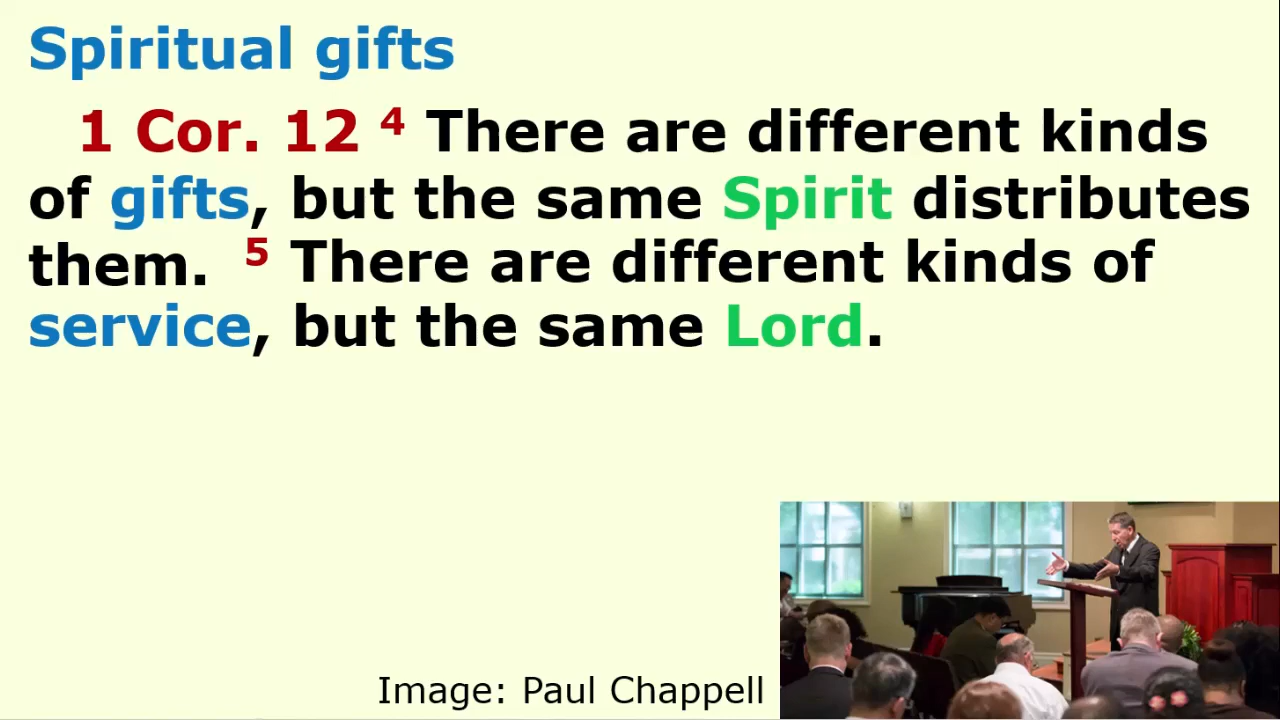 Spiritual gifts
1 Cor. 12 ⁴ There are different kinds
of gifts, but the same Spirit distributes
them. ⁵ There are different kinds of
service, but the same Lord.
Image: Paul Chappell